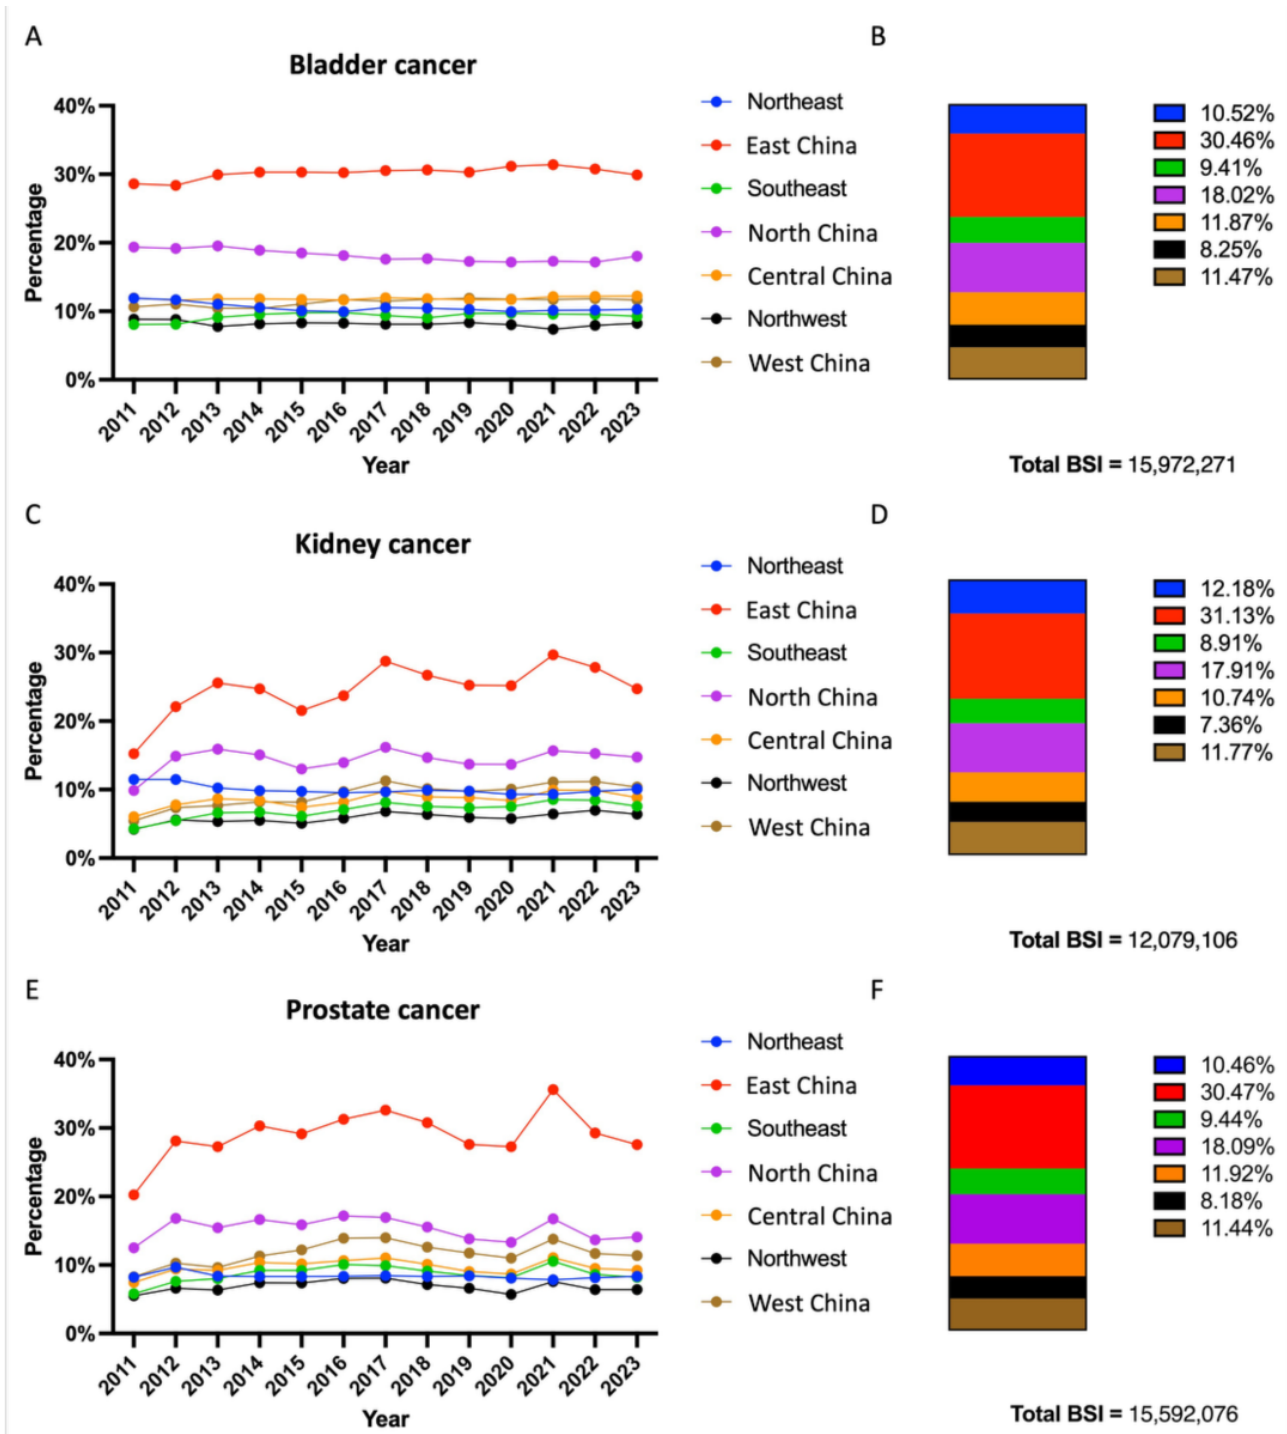 A
B
Bladder cancer
40%
30%
20%
10%
0%
Percentage
2011
2012
2013
2014
2015
2016
2017
2018
2019
2020
2021
2022
2023
Year
Northeast
East China
Southeast
North China
Central China
Northwest
West China
10.52%
30.46%
9.41%
18.02%
11.87%
8.25%
11.47%
Total BSI = 15,972,271
C
D
Kidney cancer
40%
30%
20%
10%
0%
Percentage
2011
2012
2013
2014
2015
2016
2017
2018
2019
2020
2021
2022
2023
Year
Northeast
East China
Southeast
North China
Central China
Northwest
West China
12.18%
31.13%
8.91%
17.91%
10.74%
7.36%
11.77%
Total BSI = 12,079,106
E
F
Prostate cancer
40%
30%
20%
10%
0%
Percentage
2011
2012
2013
2014
2015
2016
2017
2018
2019
2020
2021
2022
2023
Year
Northeast
East China
Southeast
North China
Central China
Northwest
West China
10.46%
30.47%
9.44%
18.09%
11.92%
8.18%
11.44%
Total BSI = 15,592,076